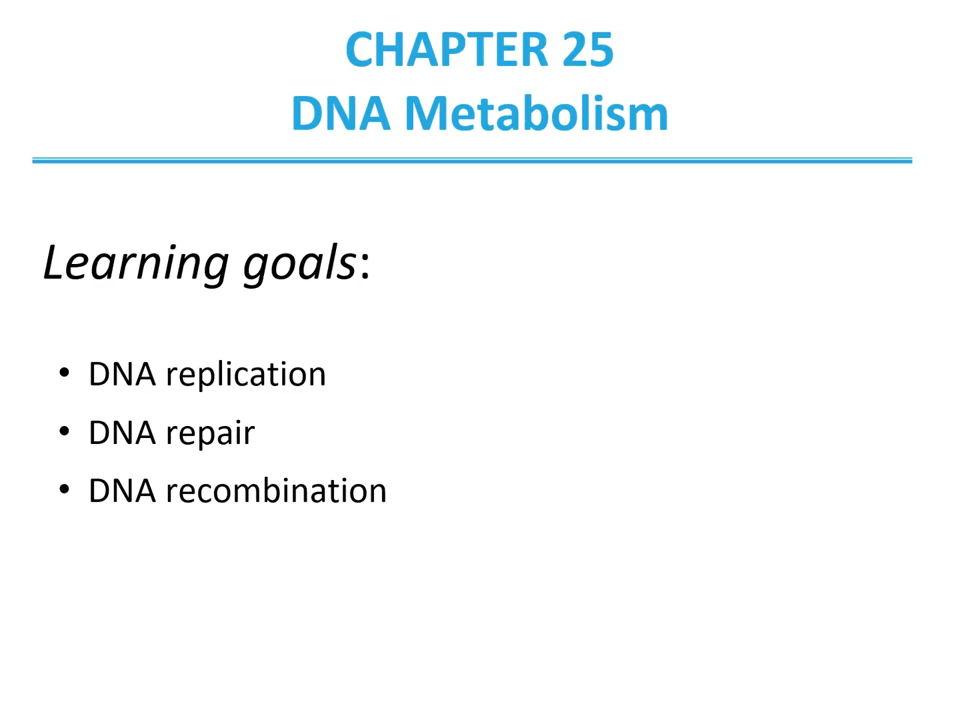 CHAPTER 25
DNA Metabolism
Learning goals:
• DNA replication
• DNA repair
• DNA recombination